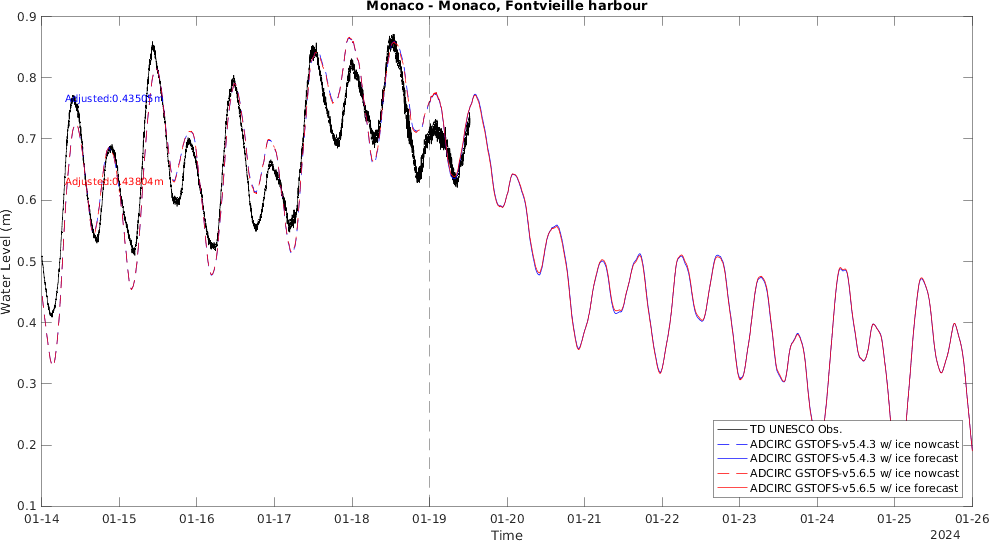 Monaco - Monaco, Fontvieille harbour
0.9
0.8
0.7
0.6
0.5
0.4
0.3
0.2
0.1
Water Level (m)
Adjusted:0.43505m
Adjusted:0.43804m
TD UNESCO Obs.
ADCIRC GSTOFS-v5.4.3 w/ ice nowcast
ADCIRC GSTOFS-v5.4.3 w/ ice forecast
ADCIRC GSTOFS-v5.6.5 w/ ice nowcast
ADCIRC GSTOFS-v5.6.5 w/ ice forecast
01-14 01-15 01-16 01-17 01-18 01-19 01-20 01-21 01-22 01-23 01-24 01-25 01-26
Time
2024